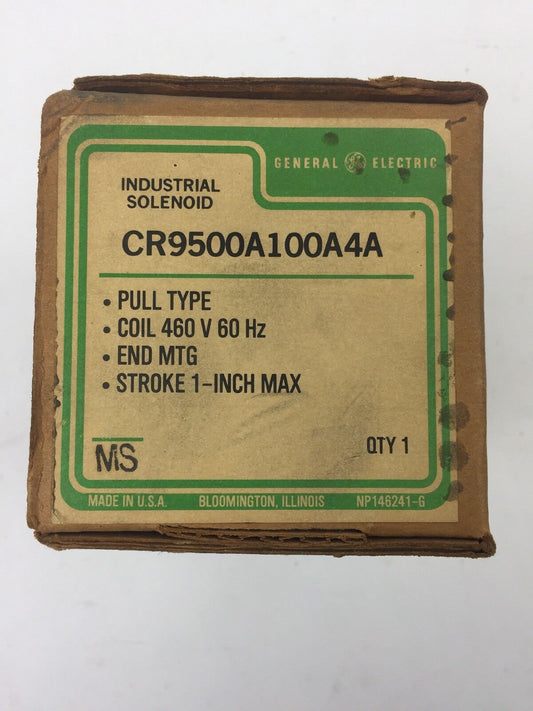 GENERAL GE ELECTRIC
INDUSTRIAL
SOLENOID
CR9500A100A4A
• PULL TYPE
• COIL 460 V 60 Hz
• END MTG
• STROKE 1-INCH MAX
MS
QTY 1
MADE IN U.S.A. BLOOMINGTON, ILLINOIS NP146241-G